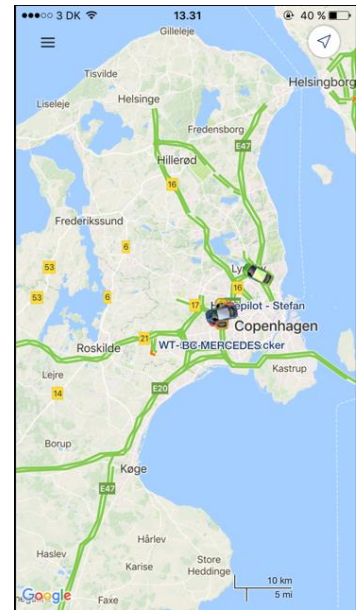 3 DK 13.31 40 %
Gilleleje
Tisvilde
Helsingborg
Liseleje Helsinge
Fredensborg
E47
Hillerød
16
Frederikssund
6
53
16
53 6 17 epilot - Stefan
Copenhagen
21
Roskilde WT-:BC-MERCEDES cker
Lejre Kastrup
14 E20
Borup
Køge
E47
Hårlev
Haslev Karise Store
Heddinge
10 km
5 mi
Google Faxe